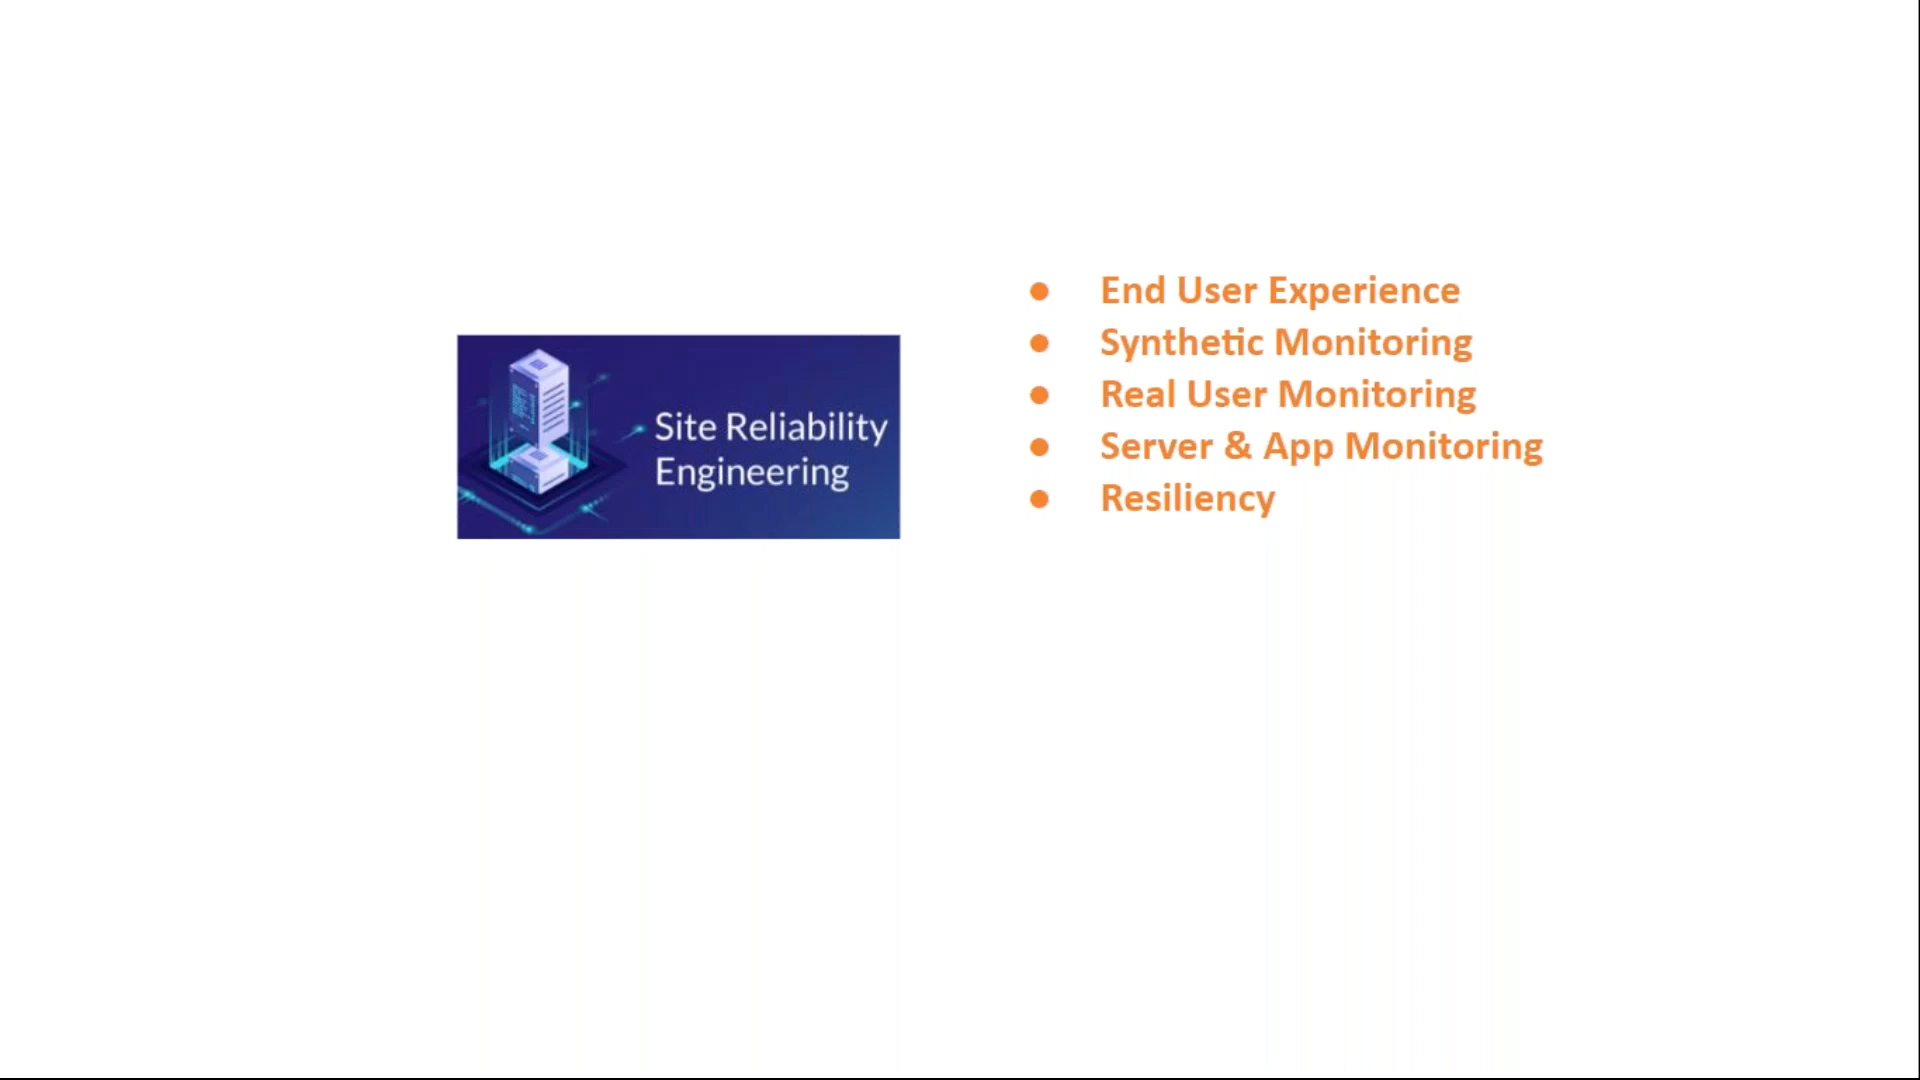 Site Reliability
Engineering
● End User Experience
● Synthetic Monitoring
● Real User Monitoring
● Server & App Monitoring
● Resiliency